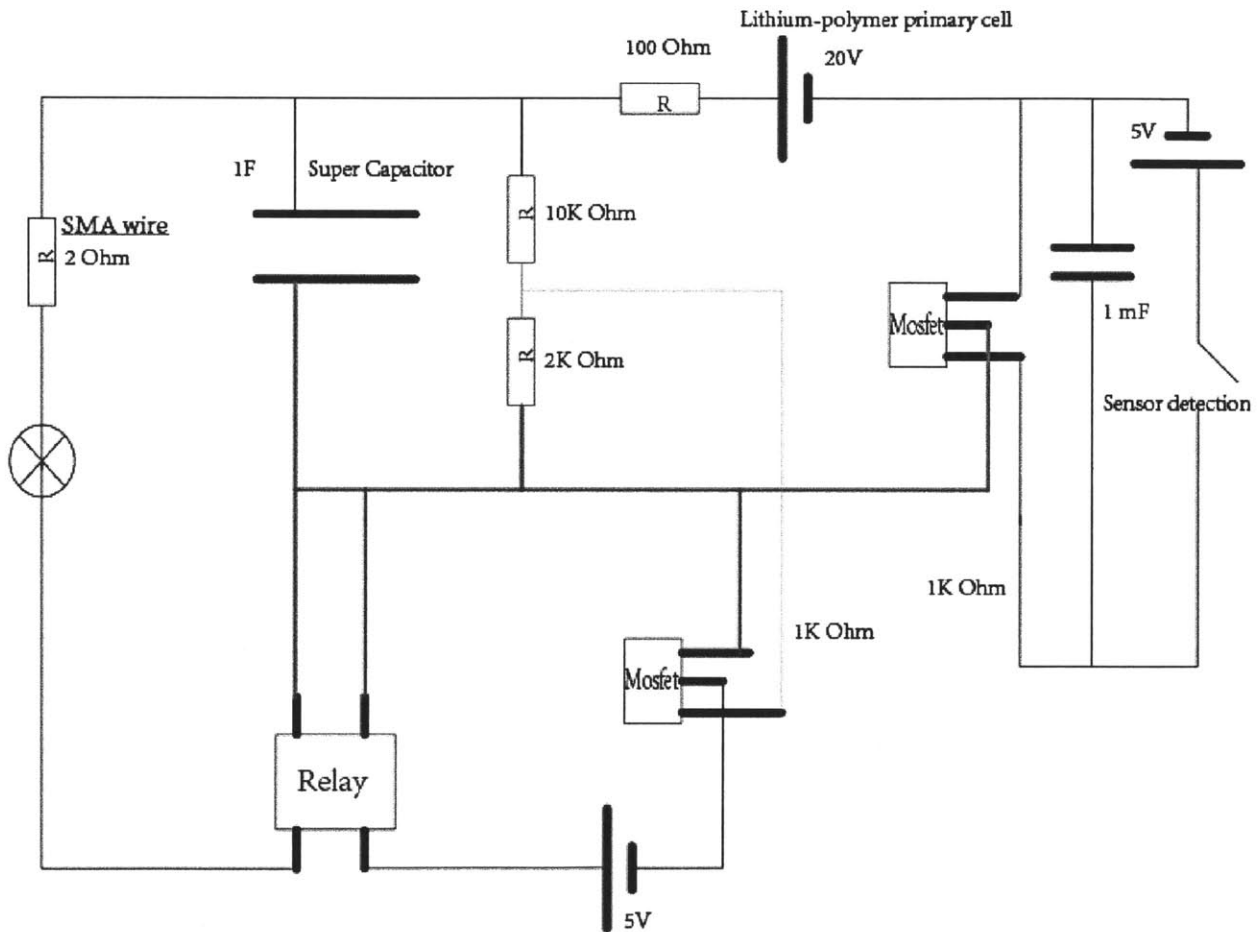 Lithium-polymer primary cell
100 Ohm
20V
R
5V
1F
Super Capacitor
R
10K Ohm
SMA wire
R
2 Ohm
Mosfet
1 mF
R
2K Ohm
Sensor detection
1K Ohm
1K Ohm
Mosfet
Relay
5V